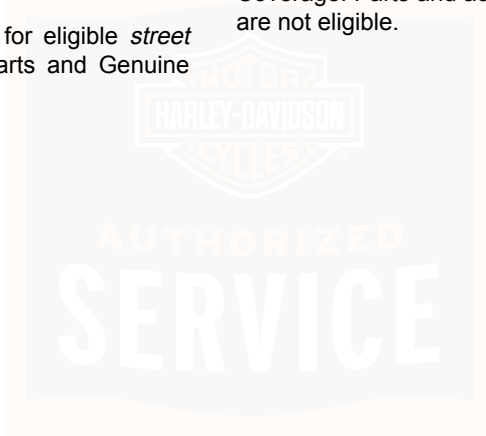 for eligible street
arts and Genuine
are not eligible.
MOTOR
HARLEY-DAVIDSON
CYCLES
AUTHORIZED
SERVICE